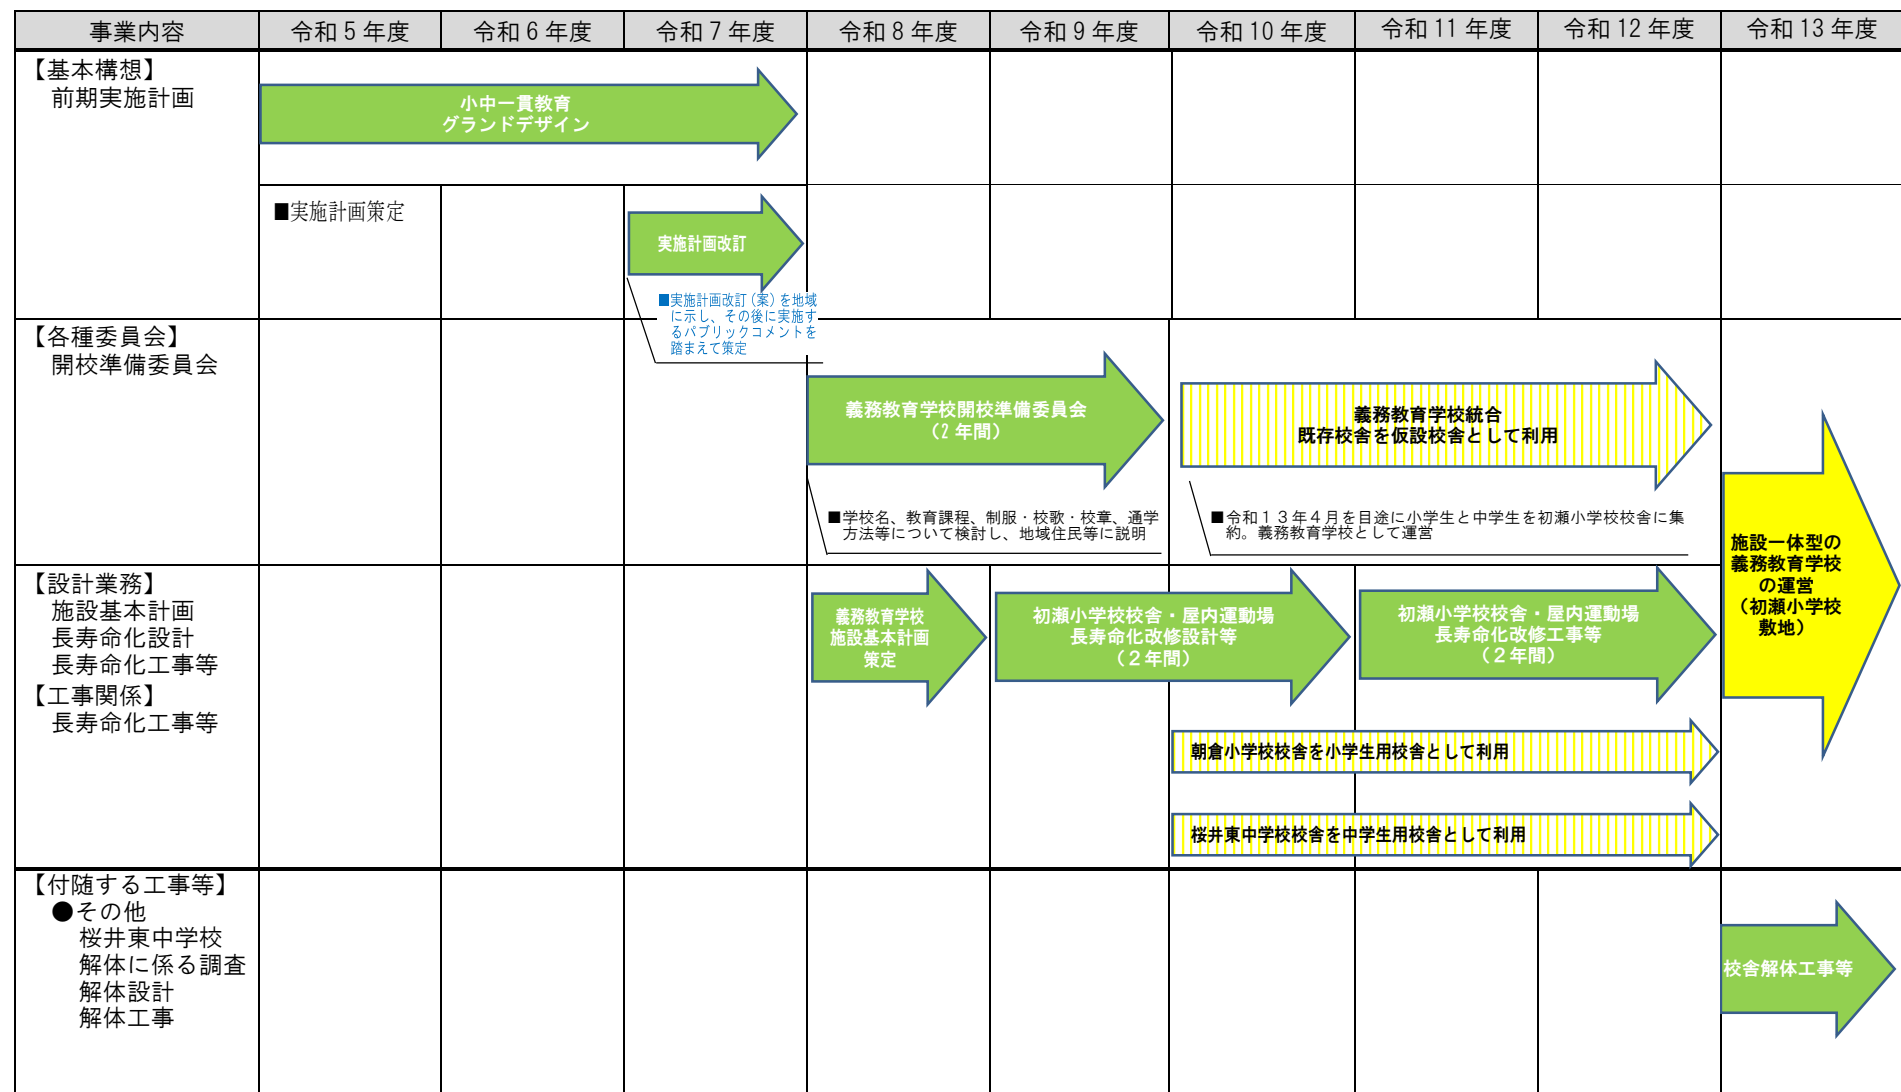 事業内容
令和５年度
令和６年度
令和７年度
令和８年度
令和９年度
令和10年度
令和11年度
令和12年度
令和13年度
【基本構想】
前期実施計画
小中一貫教育
グランドデザイン
■実施計画策定
実施計画改訂
■実施計画改訂（案）を地域
に示し、その後に実施す
るパブリックコメントを
踏まえて策定
【各種委員会】
開校準備委員会
義務教育学校開校準備委員会
（２年間）
■学校名、教育課程、制服・校歌・校章、通学
方法等について検討し、地域住民等に説明
義務教育学校統合
既存校舎を仮設校舎として利用
■令和１３年４月を目途に小学生と中学生を初瀬小学校校舎に集
約。義務教育学校として運営
施設一体型の
義務教育学校
の運営
（初瀬小学校
敷地）
【設計業務】
施設基本計画
長寿命化設計
長寿命化工事等
【工事関係】
長寿命化工事等
義務教育学校
施設基本計画
策定
初瀬小学校校舎・屋内運動場
長寿命化改修設計等
（２年間）
初瀬小学校校舎・屋内運動場
長寿命化改修工事等
（２年間）
朝倉小学校校舎を小学生用校舎として利用
桜井東中学校校舎を中学生用校舎として利用
【付随する工事等】
●その他
桜井東中学校
解体に係る調査
解体設計
解体工事
校舎解体工事等